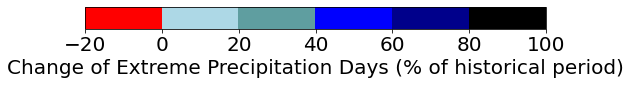 −20 0 20 40 60 80 100
Change of Extreme Precipitation Days (% of historical period)